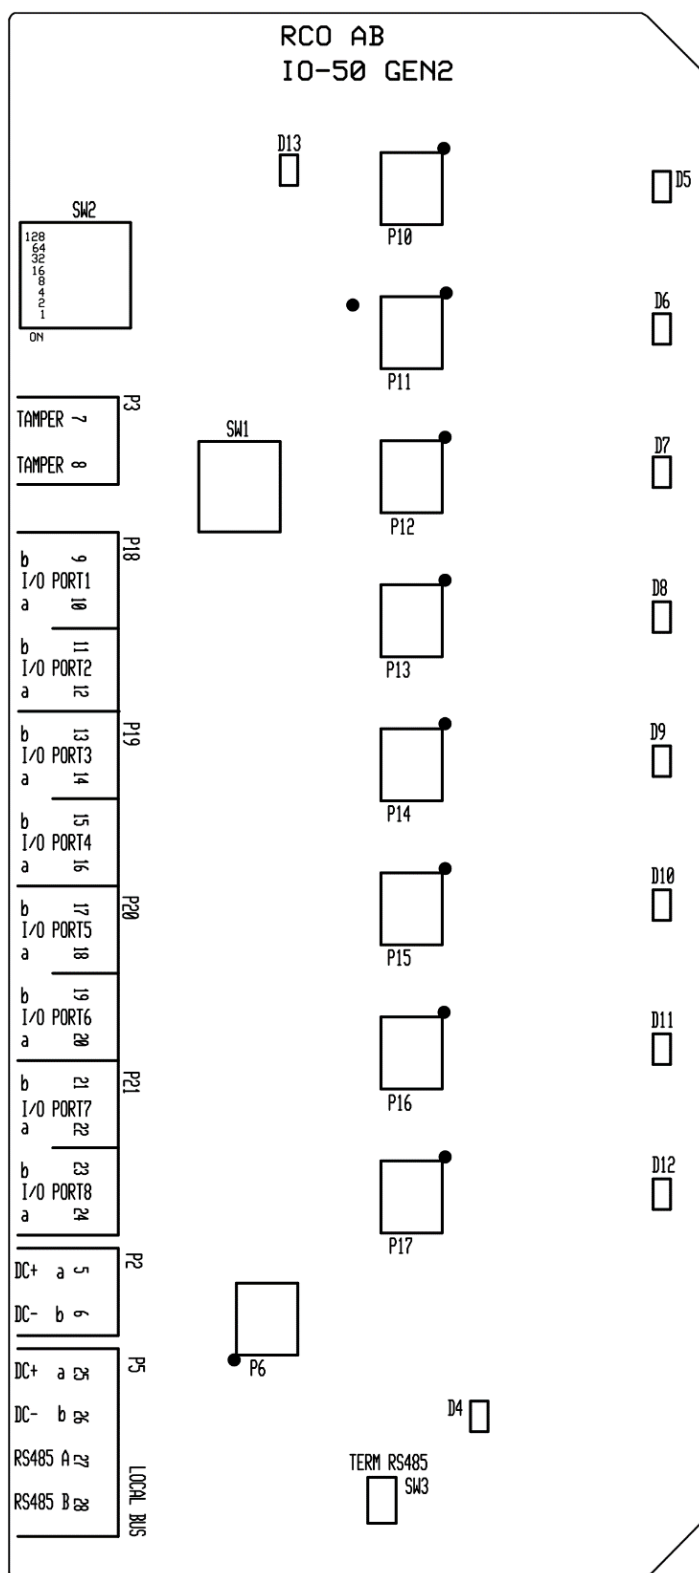 RCO AB
IO-50 GEN2
D13
P10
D5
SW2
128
64
32
16
8
4
2
1
ON
P11
D6
P3
TAMPER 7
TAMPER 8
SW1
P12
D7
P18
b 9
I/O PORT1
a 10
b 11
I/O PORT2
a 12
P13
D8
P19
b 13
I/O PORT3
a 14
b 15
I/O PORT4
a 16
P14
D9
P20
b 17
I/O PORT5
a 18
b 19
I/O PORT6
a 20
P15
D10
P21
b 21
I/O PORT7
a 22
b 23
I/O PORT8
a 24
P16
D11
P17
D12
P2
DC+ a 5
DC- b 6
P6
P5
DC+ a 25
DC- b 26
RS485 A 27
RS485 B 28
LOCAL BUS
D4
TERM RS485
SW3